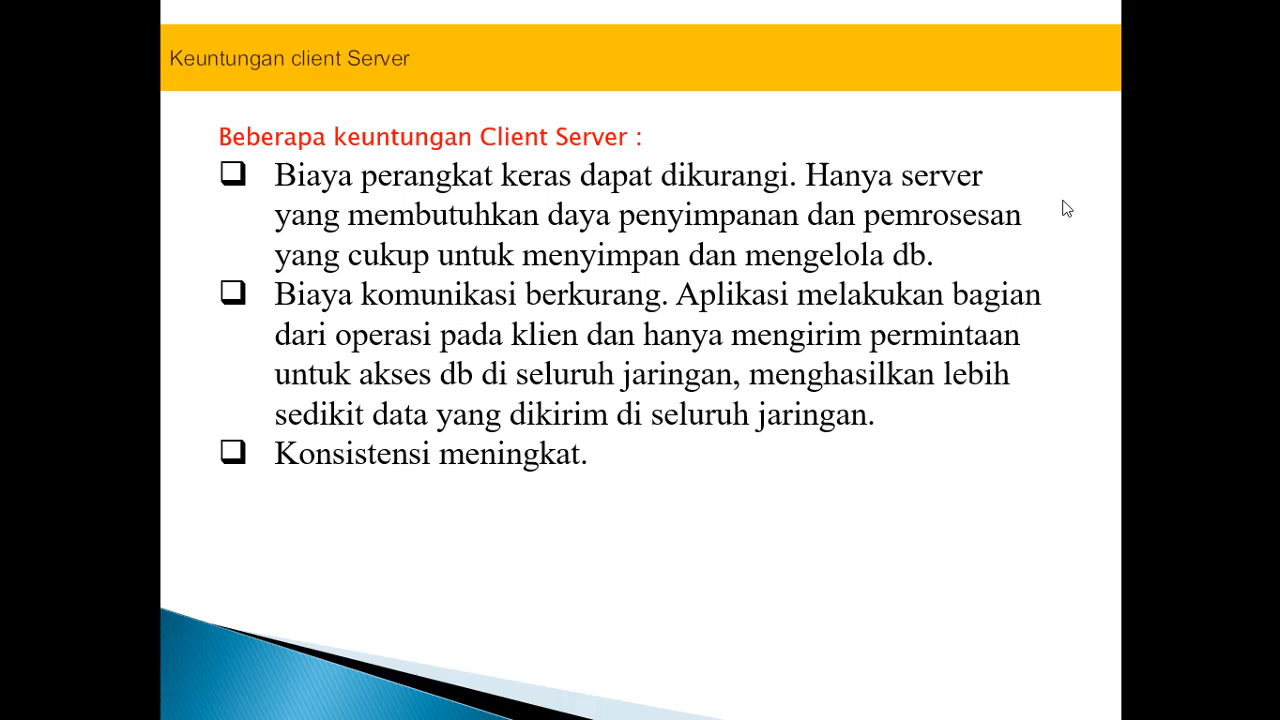 Keuntungan client Server
Beberapa keuntungan Client Server :
Biaya perangkat keras dapat dikurangi. Hanya server
yang membutuhkan daya penyimpanan dan pemrosesan
yang cukup untuk menyimpan dan mengelola db.
Biaya komunikasi berkurang. Aplikasi melakukan bagian
dari operasi pada klien dan hanya mengirim permintaan
untuk akses db di seluruh jaringan, menghasilkan lebih
sedikit data yang dikirim di seluruh jaringan.
Konsistensi meningkat.